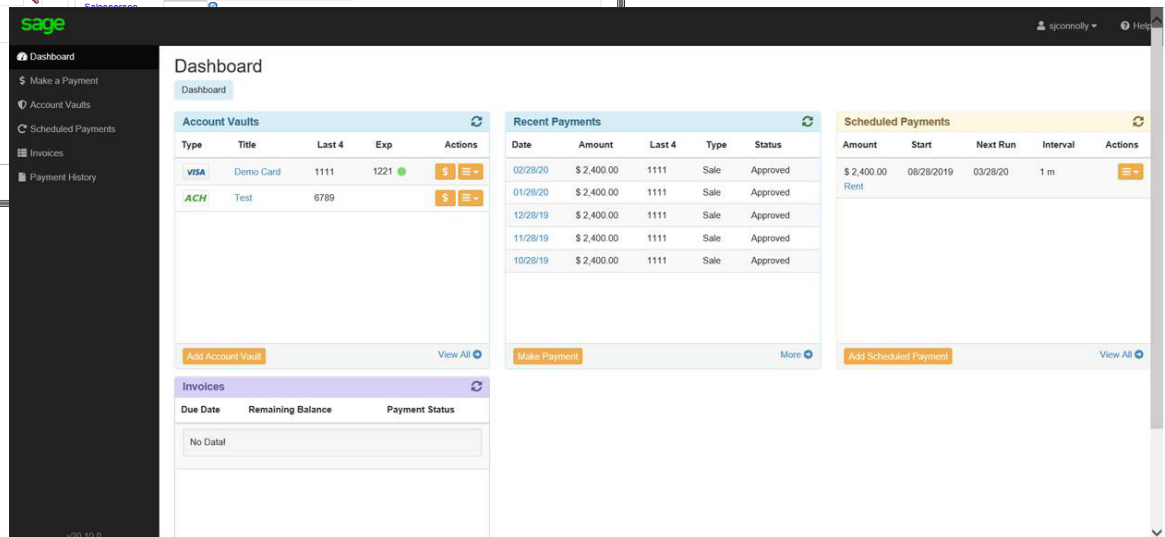 Salesperson
sage
sjconnolly
Help
Dashboard
$ Make a Payment
Account Vaults
Scheduled Payments
Invoices
Payment History
v20.10.0
Dashboard
Dashboard
Account Vaults
Type Title Last 4 Exp Actions
VISA Demo Card 1111 1221 $
ACH Test 6789 $
Add Account Vault View All
Recent Payments
Date Amount Last 4 Type Status
02/28/20 $ 2,400.00 1111 Sale Approved
01/28/20 $ 2,400.00 1111 Sale Approved
12/28/19 $ 2,400.00 1111 Sale Approved
11/28/19 $ 2,400.00 1111 Sale Approved
10/28/19 $ 2,400.00 1111 Sale Approved
Make Payment More
Scheduled Payments
Amount Start Next Run Interval Actions
$ 2,400.00 08/28/2019 03/28/20 1 m
Rent
Add Scheduled Payment View All
Invoices
Due Date Remaining Balance Payment Status
No Data!